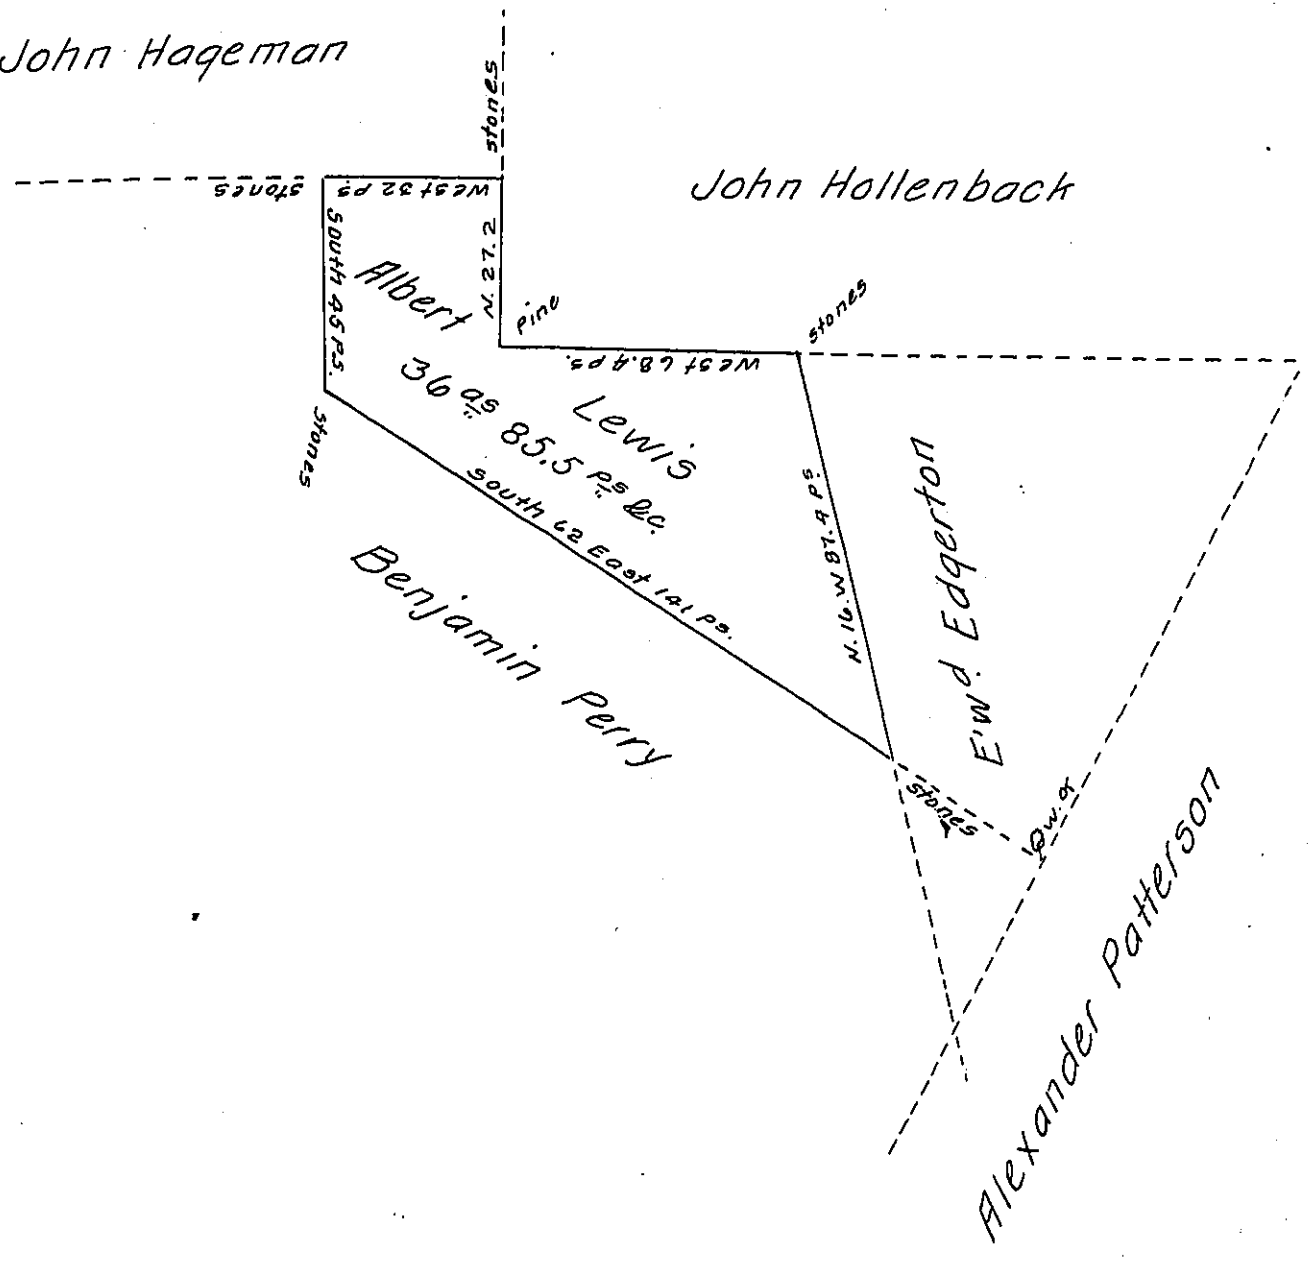 John Hageman
stones
John Hollenback
stones
West 32 ps.
South 45 ps.
N. 27.2
Pine
stones
West 68.4 ps.
Albert
Lewis
36 as 85.5 ps &c.
stones
South 62 East 141 ps.
N. 16. W 87.4 ps
E'wd. Edgerton
Benjamin Perry
stones
Alexander Patterson